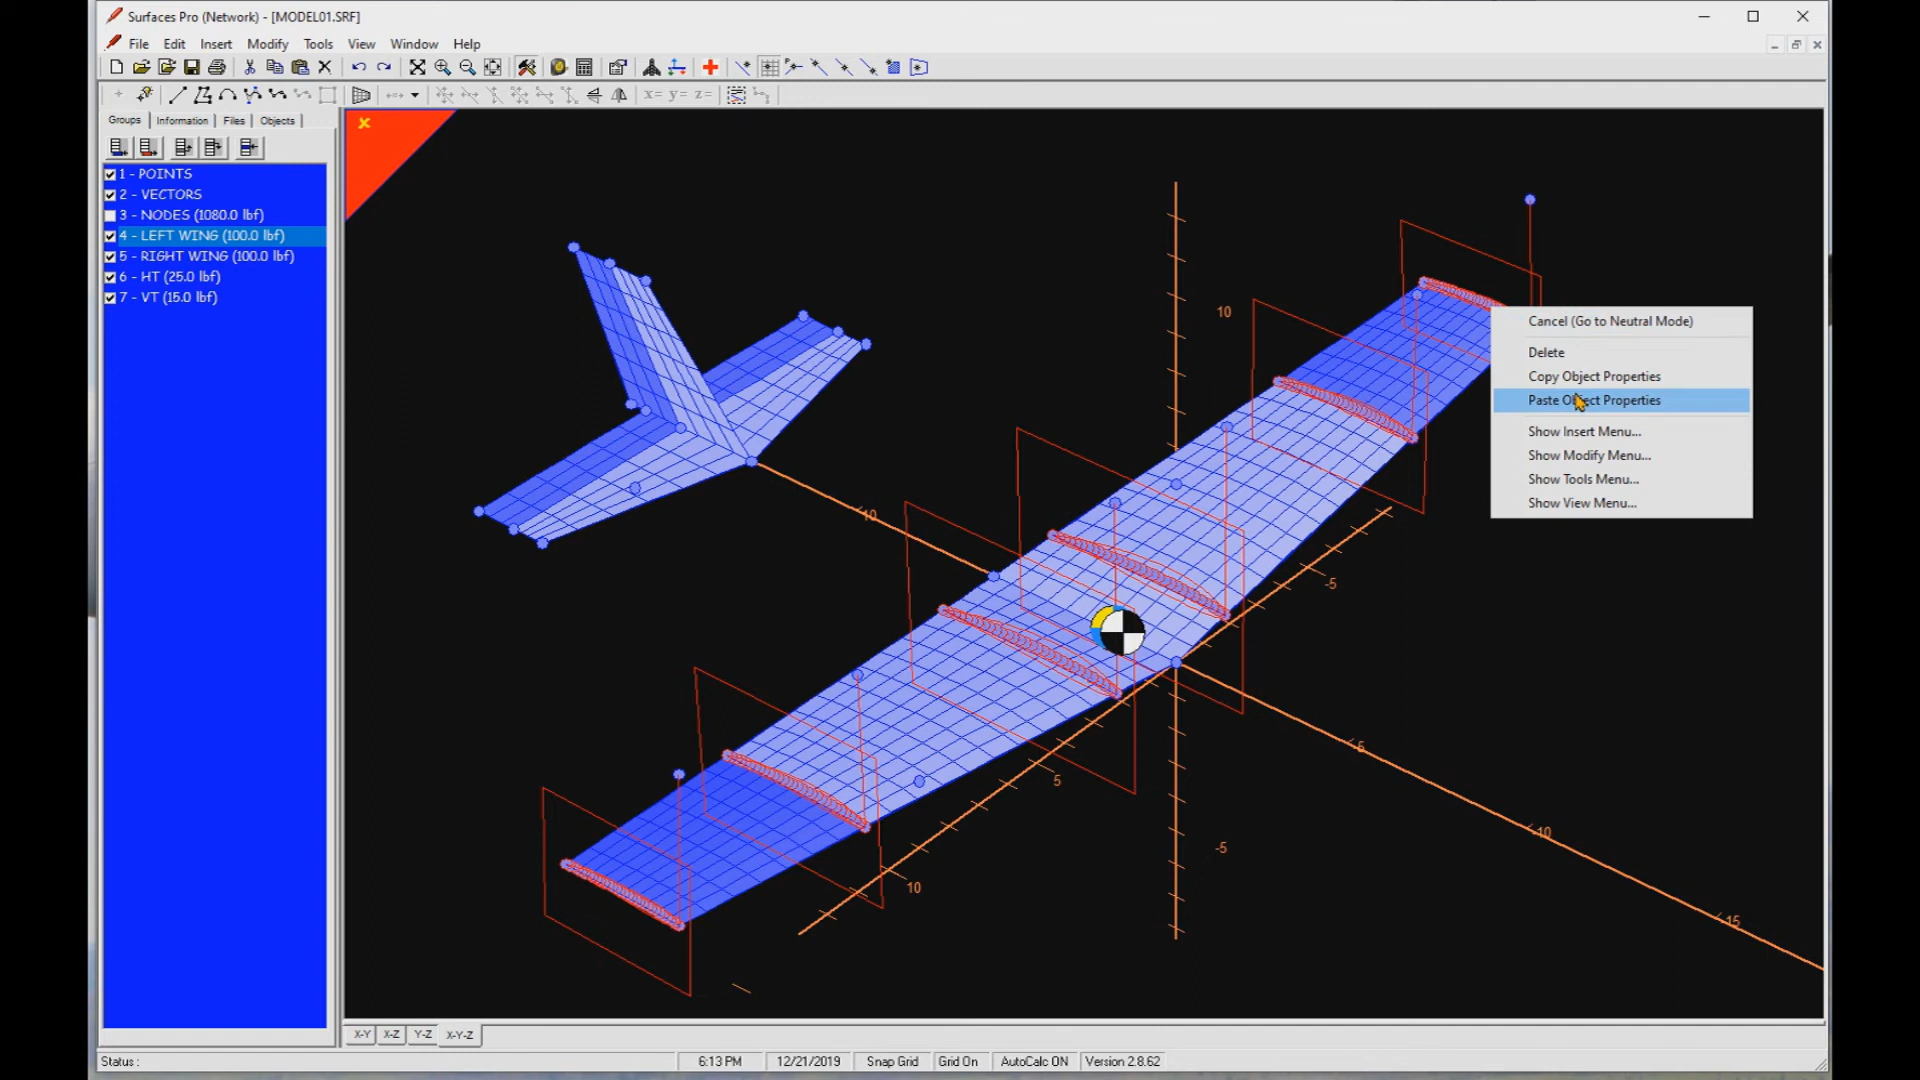 Surfaces Pro (Network) - [MODEL01.SRF]
File Edit Insert Modify Tools View Window Help
x= y= z=
Groups Information Files Objects
1 - POINTS
2 - VECTORS
3 - NODES (1080.0 lbf)
4 - LEFT WING (100.0 lbf)
5 - RIGHT WING (100.0 lbf)
6 - HT (25.0 lbf)
7 - VT (15.0 lbf)
10
Cancel (Go to Neutral Mode)
Delete
Copy Object Properties
Paste Object Properties
Show Insert Menu...
Show Modify Menu...
Show Tools Menu...
Show View Menu...
10
-5
5
-5
-5
10
-10
-15
X-Y X-Z Y-Z X-Y-Z
Status : 6:13 PM 12/21/2019 Snap Grid Grid On AutoCalc ON Version 2.8.62